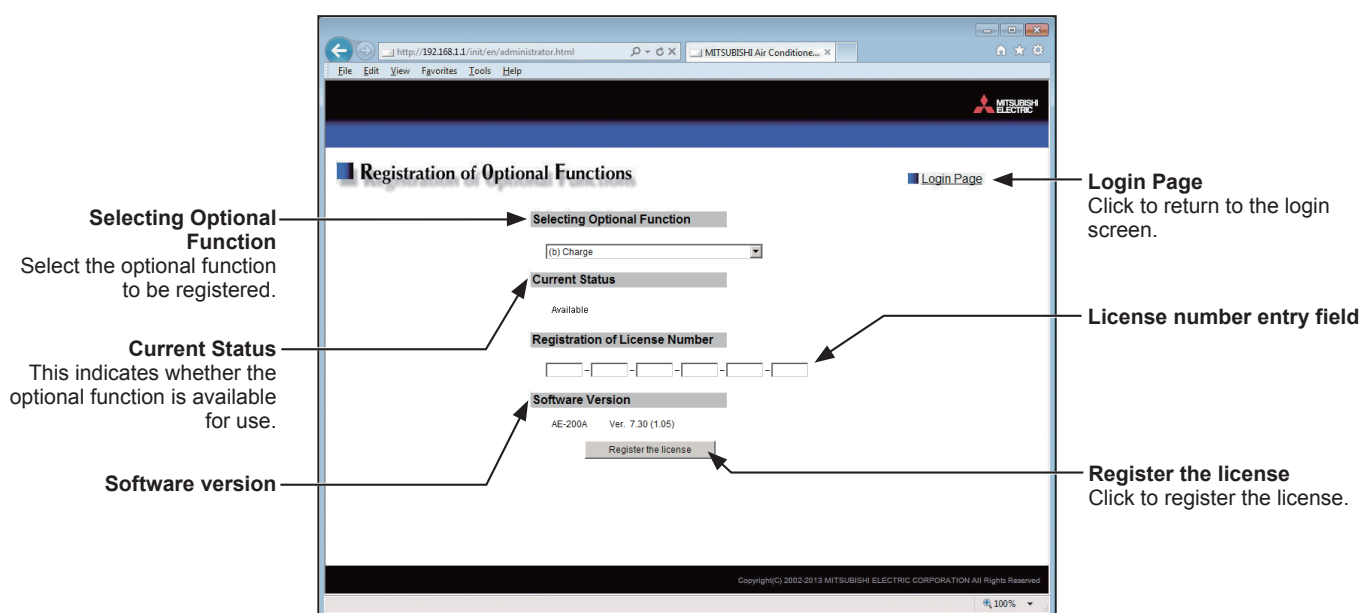 http://192.168.1.1/init/en/administrator.html
MITSUBISHI Air Conditione...
File Edit View Favorites Tools Help
MITSUBISHI
ELECTRIC
Registration of Optional Functions
Login Page
Selecting Optional Function
(b) Charge
Current Status
Available
Registration of License Number
- - - - -
Software Version
AE-200A Ver. 7.30 (1.05)
Register the license
Copyright(C) 2002-2013 MITSUBISHI ELECTRIC CORPORATION All Rights Reserved
100%
Selecting Optional
Function
Select the optional function
to be registered.
Current Status
This indicates whether the
optional function is available
for use.
Software version
Login Page
Click to return to the login
screen.
License number entry field
Register the license
Click to register the license.